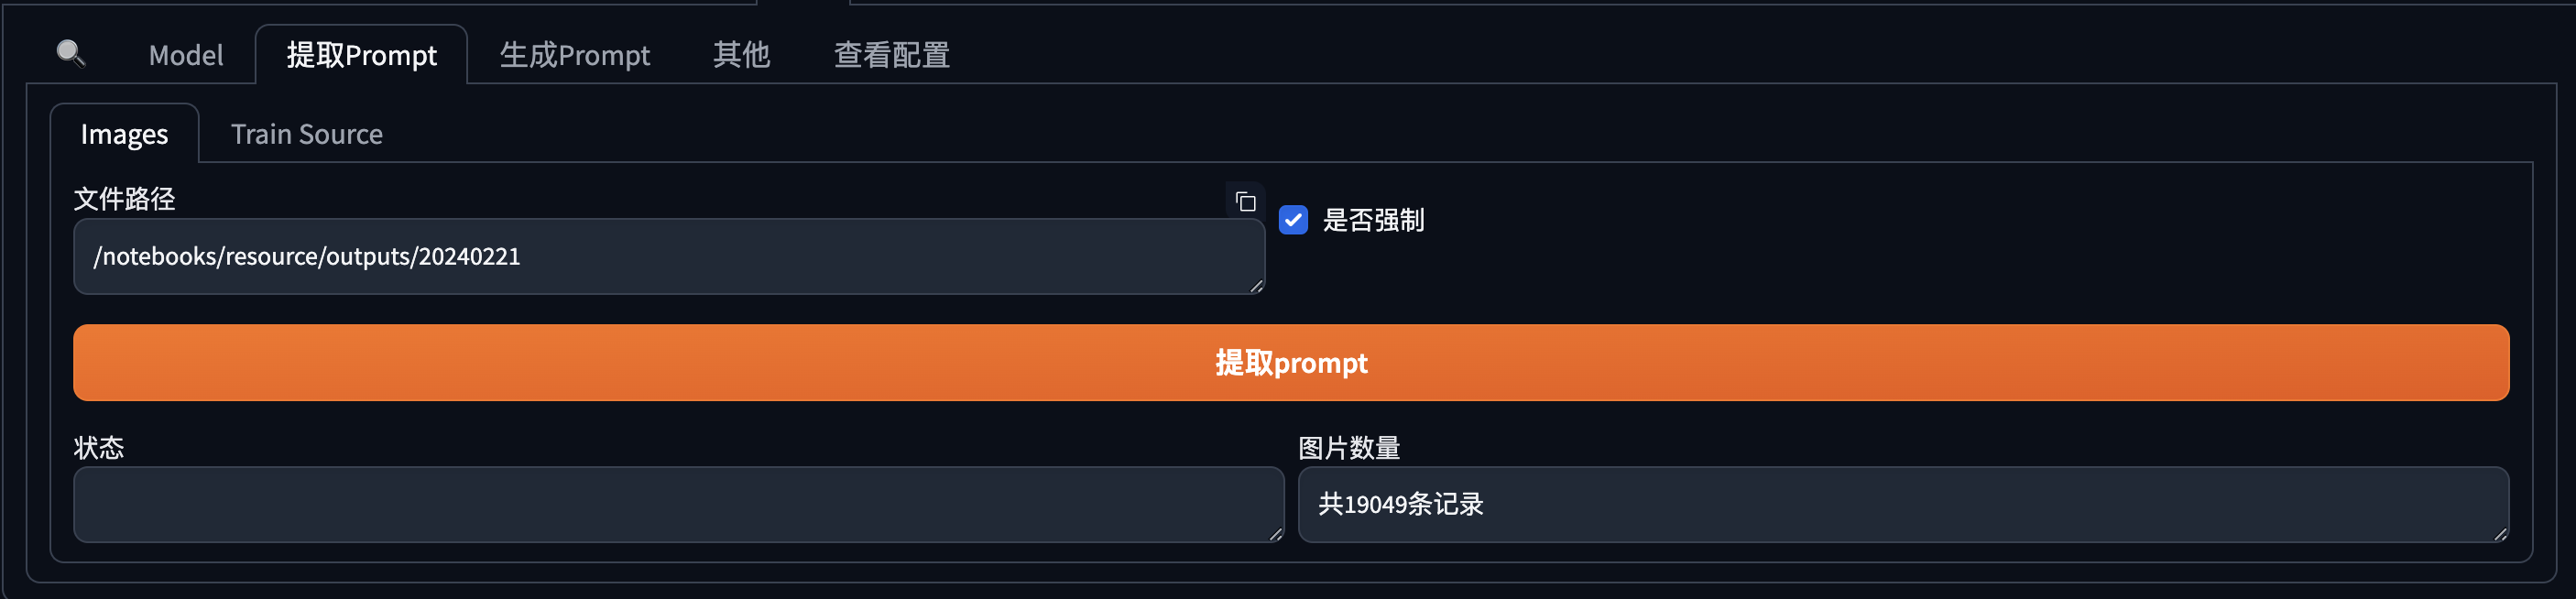 Model 提取Prompt 生成Prompt 其他 查看配置
Images Train Source
文件路径
是否强制
/notebooks/resource/outputs/20240221
提取prompt
状态 图片数量
共19049条记录